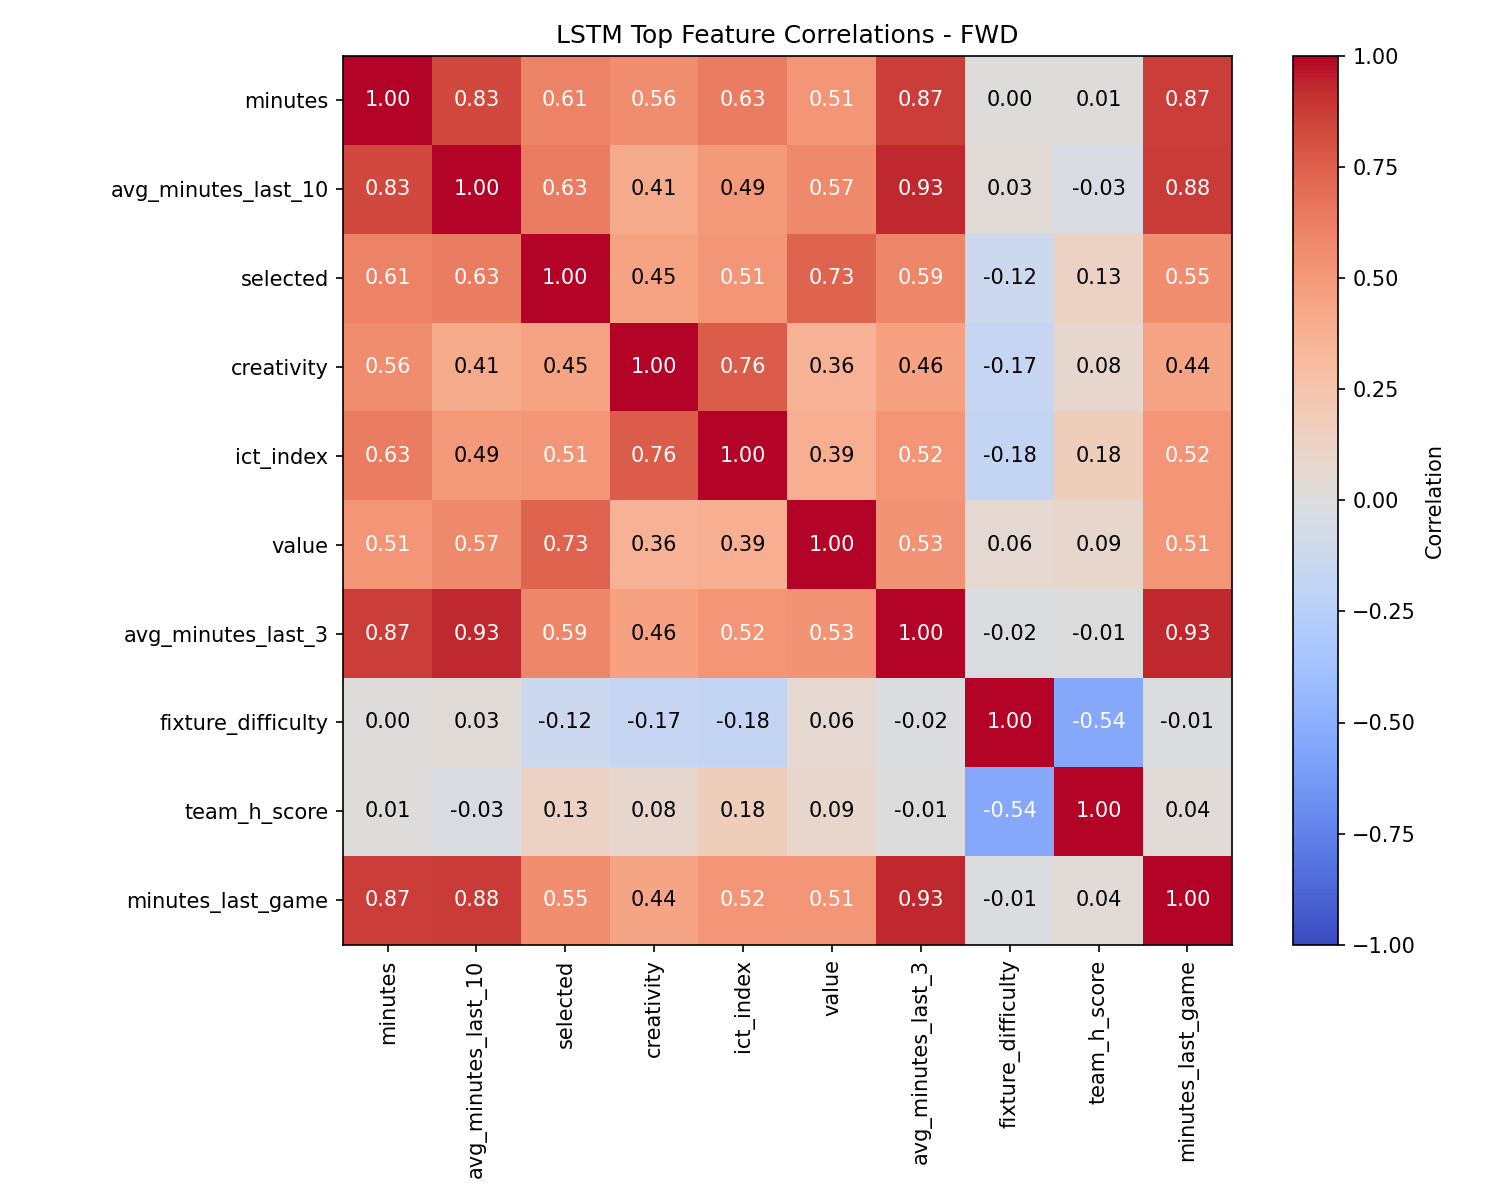 LSTM Top Feature Correlations - FWD
minutes 1.00 0.83 0.61 0.56 0.63 0.51 0.87 0.00 0.01 0.87
avg_minutes_last_10 0.83 1.00 0.63 0.41 0.49 0.57 0.93 0.03 -0.03 0.88
selected 0.61 0.63 1.00 0.45 0.51 0.73 0.59 -0.12 0.13 0.55
creativity 0.56 0.41 0.45 1.00 0.76 0.36 0.46 -0.17 0.08 0.44
ict_index 0.63 0.49 0.51 0.76 1.00 0.39 0.52 -0.18 0.18 0.52
value 0.51 0.57 0.73 0.36 0.39 1.00 0.53 0.06 0.09 0.51
avg_minutes_last_3 0.87 0.93 0.59 0.46 0.52 0.53 1.00 -0.02 -0.01 0.93
fixture_difficulty 0.00 0.03 -0.12 -0.17 -0.18 0.06 -0.02 1.00 -0.54 -0.01
team_h_score 0.01 -0.03 0.13 0.08 0.18 0.09 -0.01 -0.54 1.00 0.04
minutes_last_game 0.87 0.88 0.55 0.44 0.52 0.51 0.93 -0.01 0.04 1.00
minutes
avg_minutes_last_10
selected
creativity
ict_index
value
avg_minutes_last_3
fixture_difficulty
team_h_score
minutes_last_game
1.00
0.75
0.50
0.25
0.00
−0.25
−0.50
−0.75
−1.00
Correlation